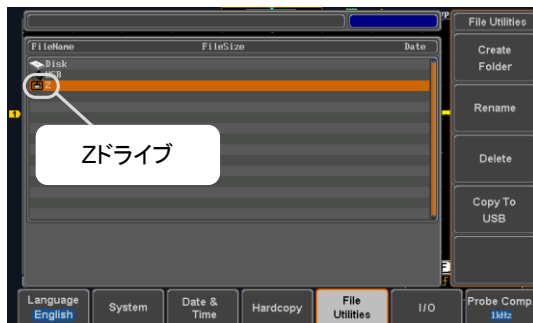 File Utilities
FileName FileSize Date
Disk
USB
Z
Zドライブ
Create
Folder
Rename
Delete
Copy To
USB
Language
English
System
Date &
Time
Hardcopy
File
Utilities
I/O
Probe Comp.
1kHz